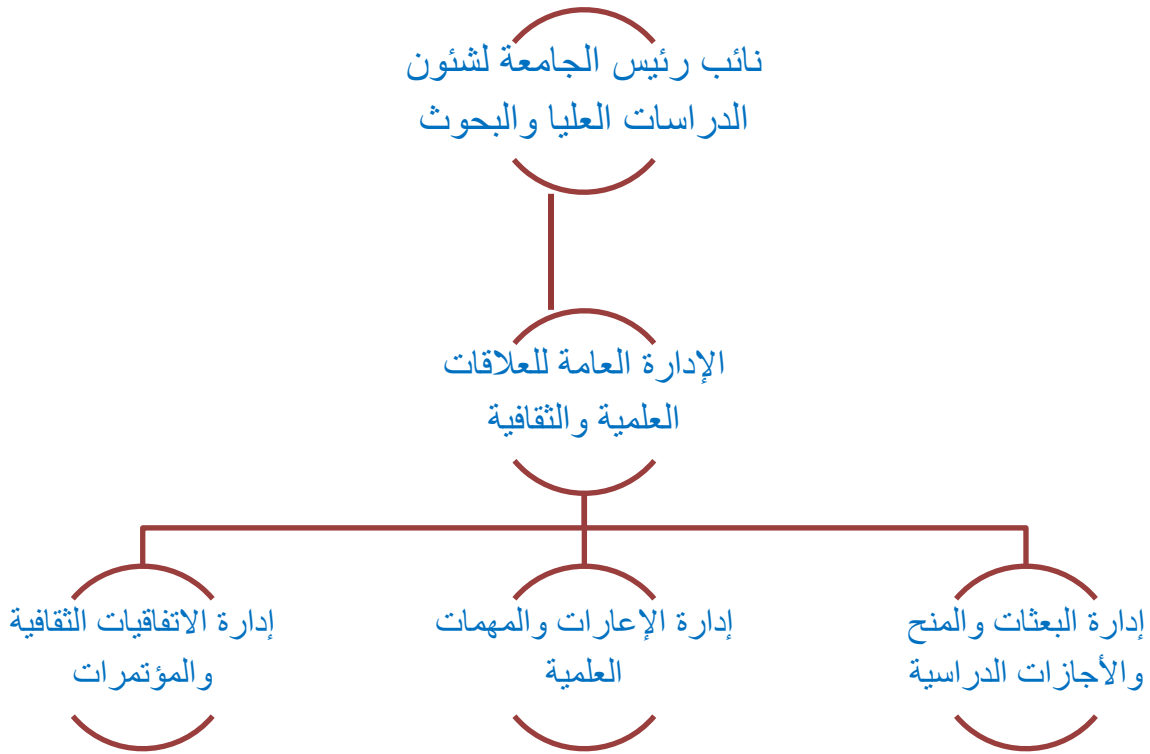 نائب رئيس الجامعة لشئون
الدراسات العليا والبحوث
الإدارة العامة للعلاقات
العلمية والثقافية
إدارة البعثات والمنح
والأجازات الدراسية
إدارة الإعارات والمهمات
العلمية
إدارة الاتفاقيات الثقافية
والمؤتمرات